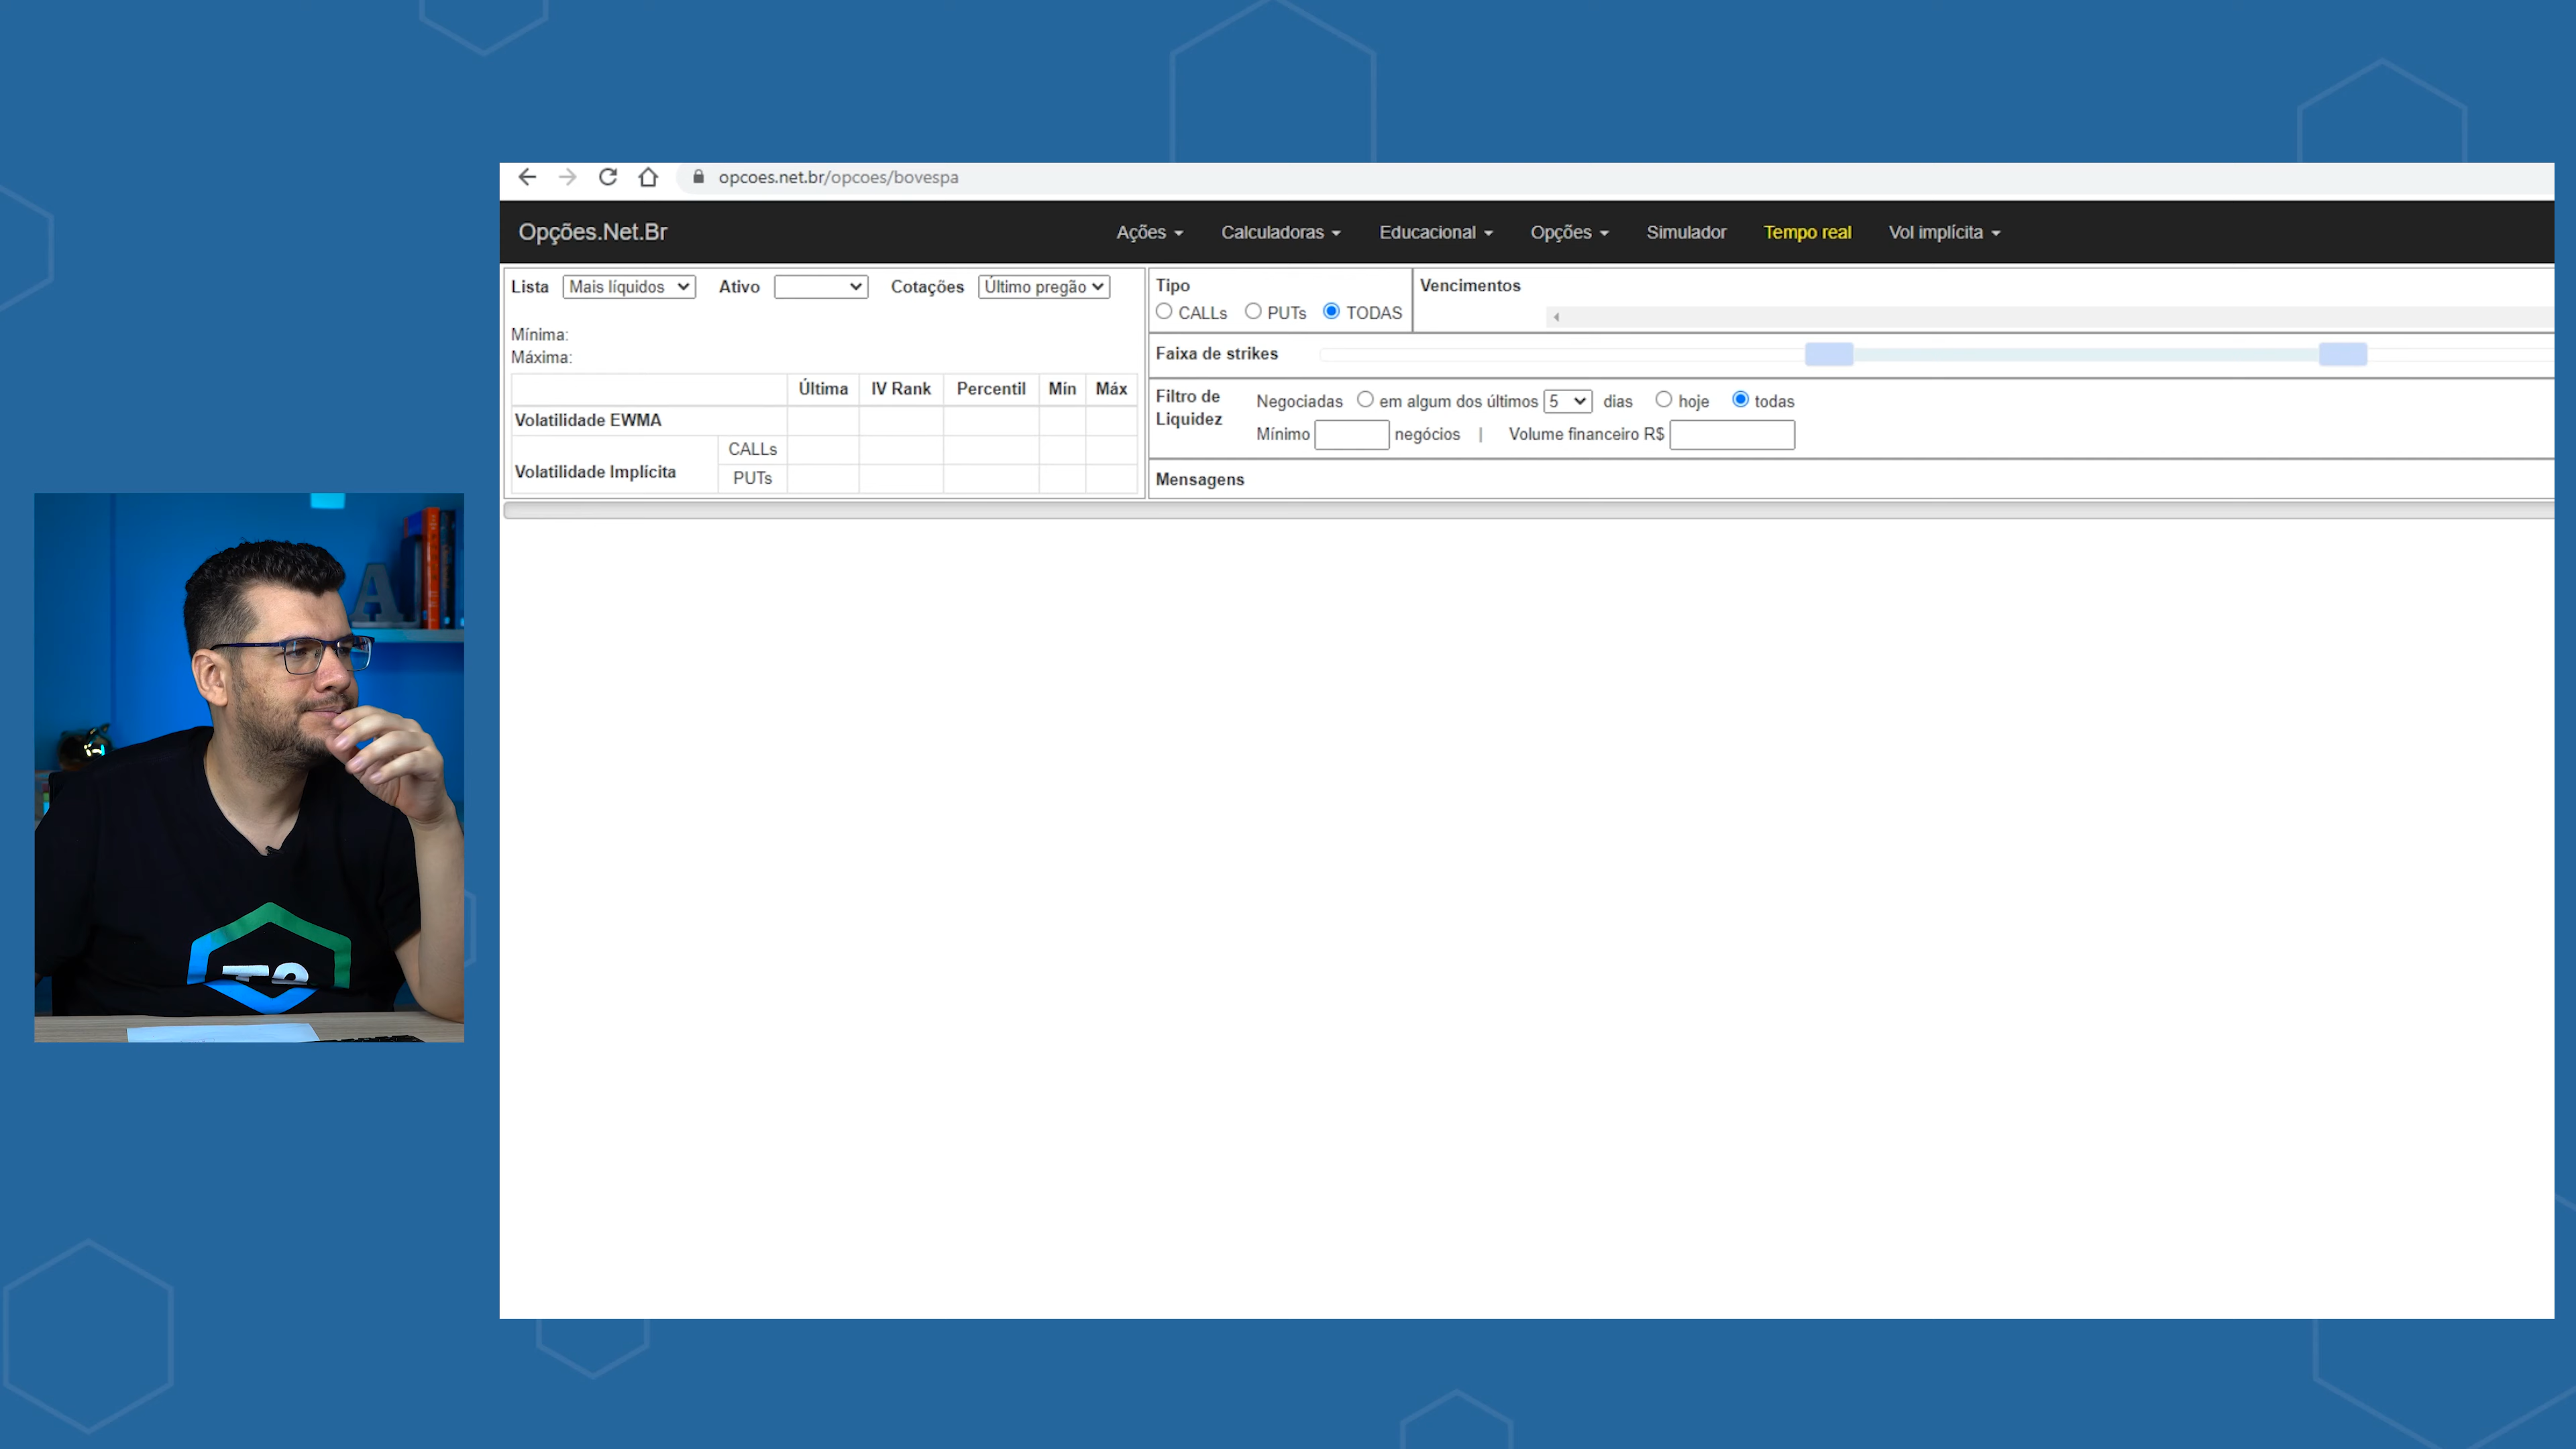 opcoes.net.br/opcoes/bovespa
Opções.Net.Br Ações Calculadoras Educacional Opções Simulador Tempo real Vol implícita
Lista Mais líquidos Ativo Cotações Último pregão
Mínima:
Máxima:
Última IV Rank Percentil Mín Máx
Volatilidade EWMA
Volatilidade Implícita
CALLs
PUTs
Tipo
CALLs PUTs TODAS
Vencimentos
Faixa de strikes
Filtro de
Liquidez
Negociadas em algum dos últimos 5 dias hoje todas
Mínimo negócios | Volume financeiro R$
Mensagens
A
T2